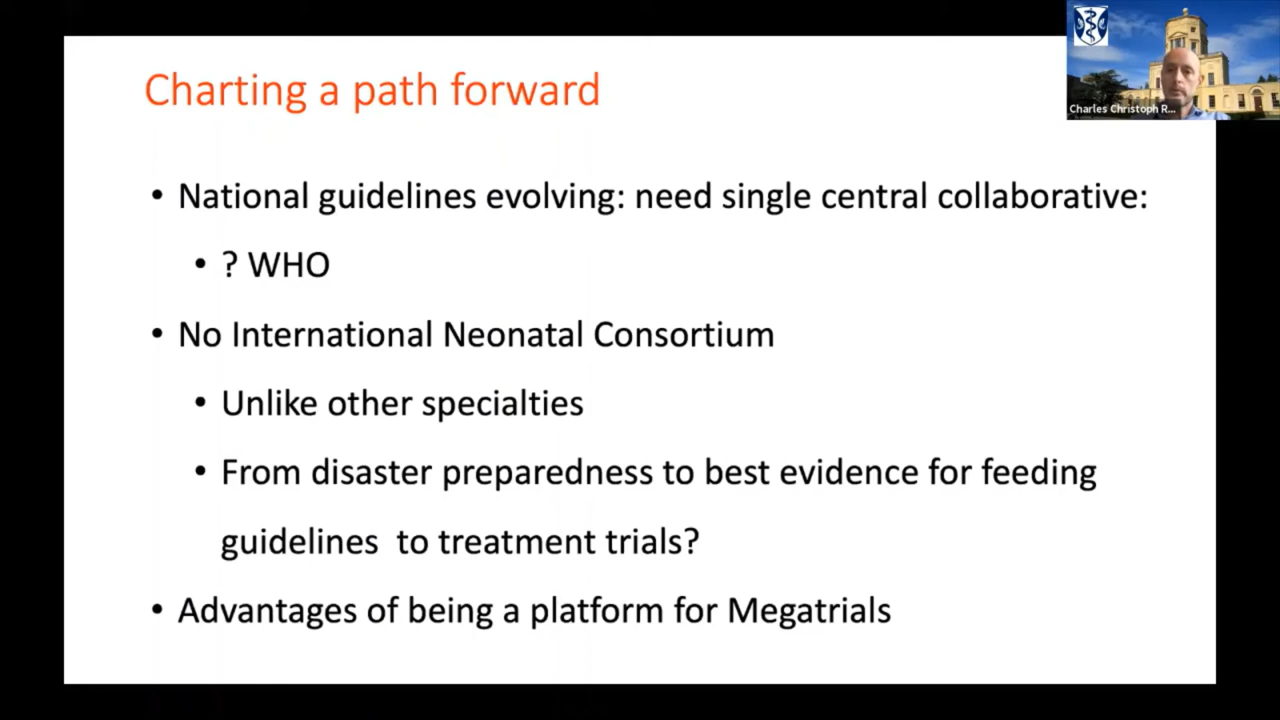 Charting a path forward
Charles Christoph R...
• National guidelines evolving: need single central collaborative:
• ? WHO
• No International Neonatal Consortium
• Unlike other specialties
• From disaster preparedness to best evidence for feeding
guidelines to treatment trials?
• Advantages of being a platform for Megatrials